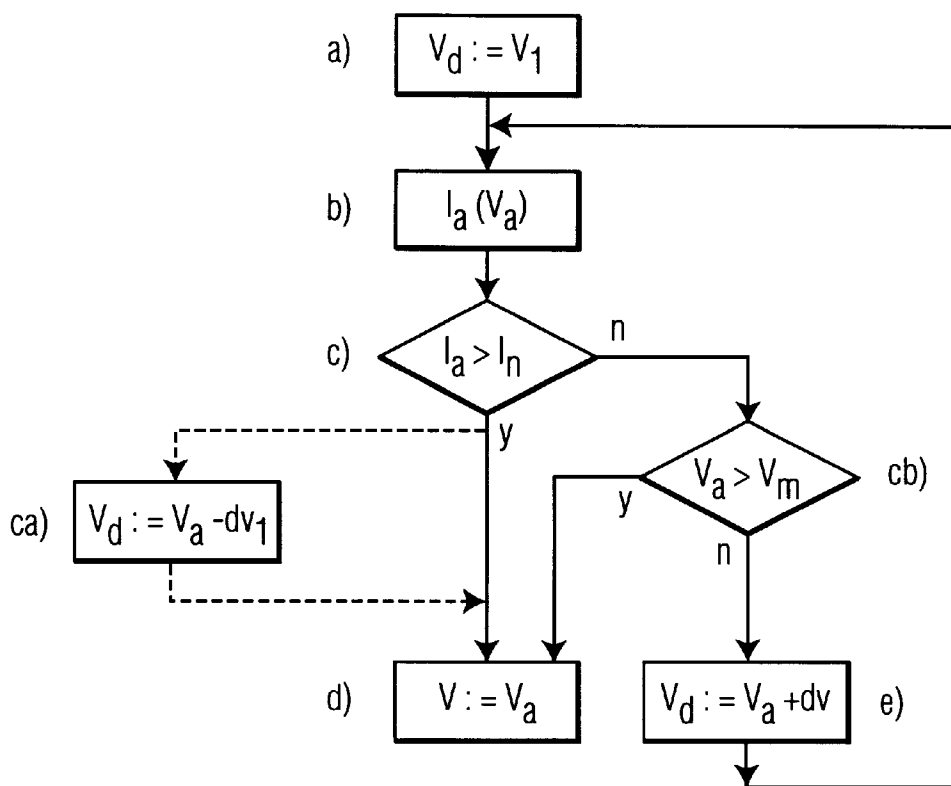 a)
V_d := V_1
b)
I_a (V_a)
c)
I_a > I_n
n
y
V_a > V_m
cb)
y
n
ca)
V_d := V_a -dv_1
d)
V := V_a
V_d := V_a +dv
e)